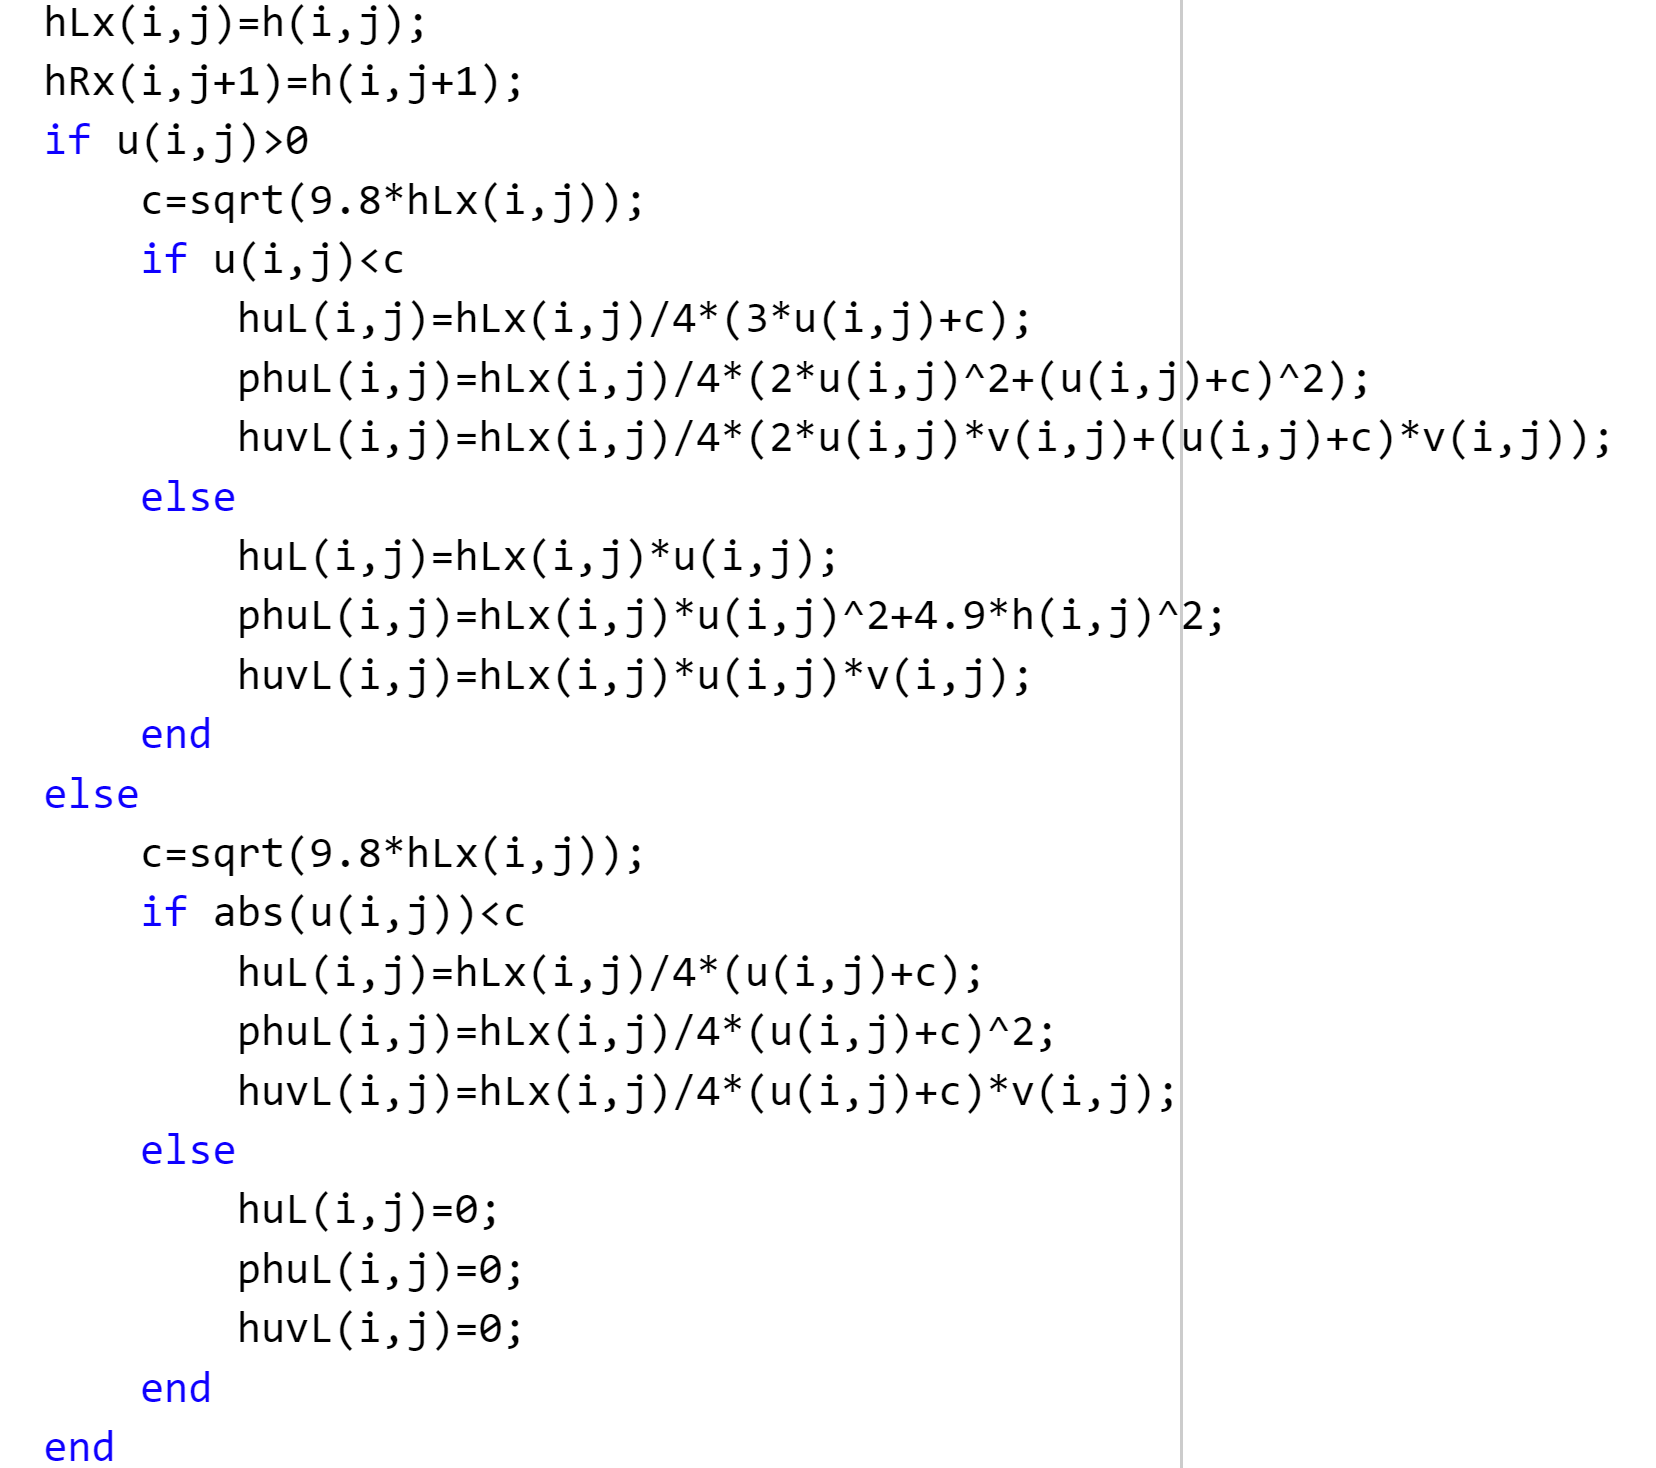 hLx(i,j)=h(i,j);
hRx(i,j+1)=h(i,j+1);
if u(i,j)>0
    c=sqrt(9.8*hLx(i,j));
    if u(i,j)<c
        huL(i,j)=hLx(i,j)/4*(3*u(i,j)+c);
        phuL(i,j)=hLx(i,j)/4*(2*u(i,j)^2+(u(i,j)+c)^2);
        huvL(i,j)=hLx(i,j)/4*(2*u(i,j)*v(i,j)+(u(i,j)+c)*v(i,j));
    else
        huL(i,j)=hLx(i,j)*u(i,j);
        phuL(i,j)=hLx(i,j)*u(i,j)^2+4.9*h(i,j)^2;
        huvL(i,j)=hLx(i,j)*u(i,j)*v(i,j);
    end
else
    c=sqrt(9.8*hLx(i,j));
    if abs(u(i,j))<c
        huL(i,j)=hLx(i,j)/4*(u(i,j)+c);
        phuL(i,j)=hLx(i,j)/4*(u(i,j)+c)^2;
        huvL(i,j)=hLx(i,j)/4*(u(i,j)+c)*v(i,j);
    else
        huL(i,j)=0;
        phuL(i,j)=0;
        huvL(i,j)=0;
    end
end